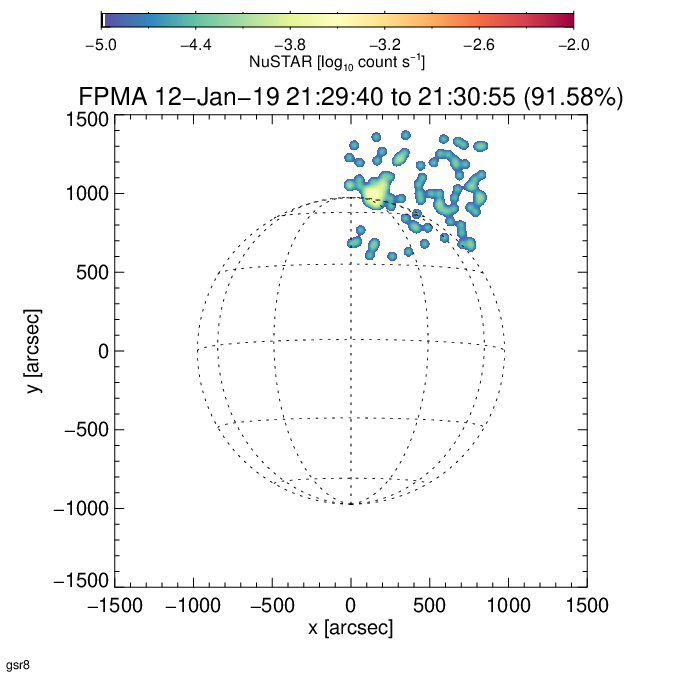 −5.0 −4.4 −3.8 −3.2 −2.6 −2.0
NuSTAR [log10 count s−1]
FPMA 12−Jan−19 21:29:40 to 21:30:55 (91.58%)
1500
1000
500
0
−500
−1000
−1500
y [arcsec]
−1500 −1000 −500 0 500 1000 1500
x [arcsec]
gsr8